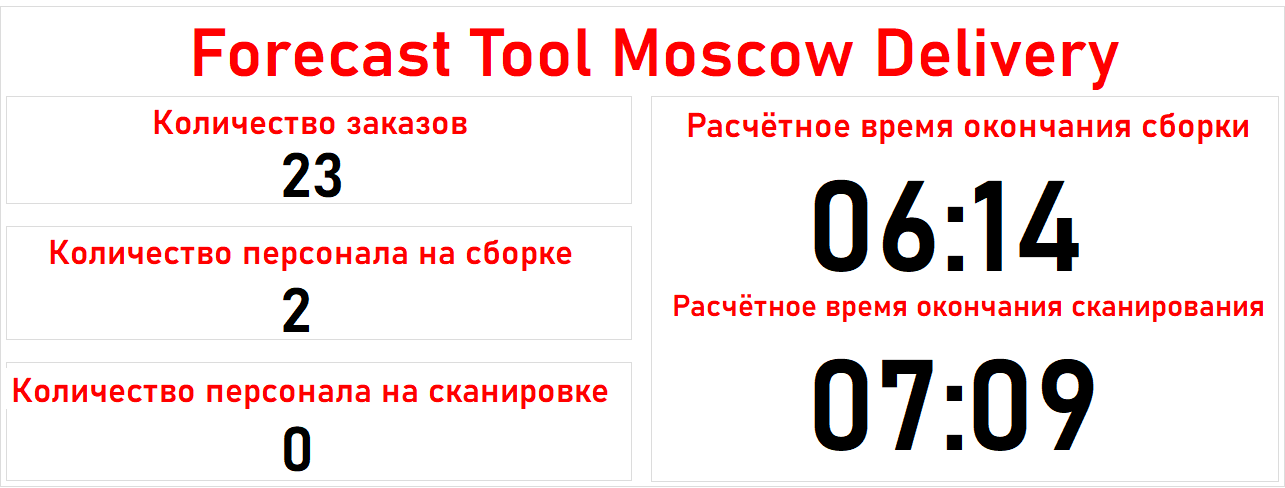 Forecast Tool Moscow Delivery
Количество заказов
23
Количество персонала на сборке
2
Количество персонала на сканировке
0
Расчётное время окончания сборки
06:14
Расчётное время окончания сканирования
07:09